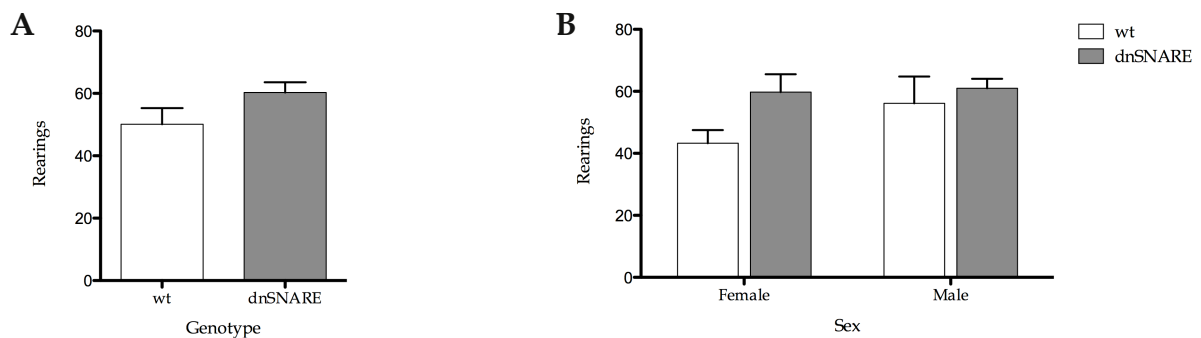 A
80
60
40
20
0
Rearings
wt
dnSNARE
Genotype
B
80
60
40
20
0
Rearings
Female
Male
Sex
wt
dnSNARE